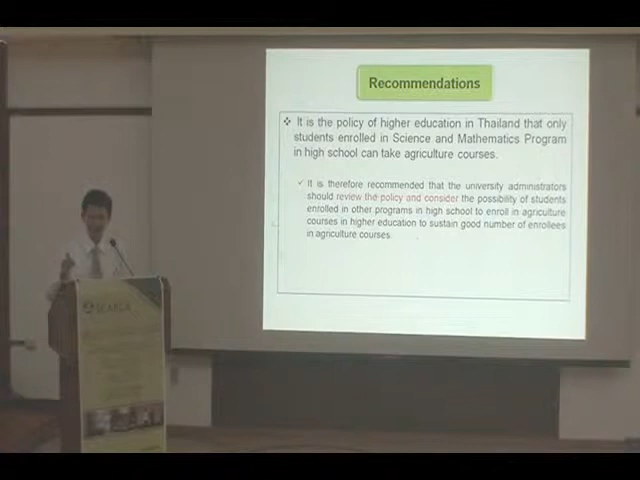 Recommendations
❖ It is the policy of higher education in Thailand that only
students enrolled in Science and Mathematics Program
in high school can take agriculture courses.
✓ It is therefore recommended that the university administrators
should review the policy and consider the possibility of students
enrolled in other programs in high school to enroll in agriculture
courses in higher education to sustain good number of enrollees
in agriculture courses
SEARCA